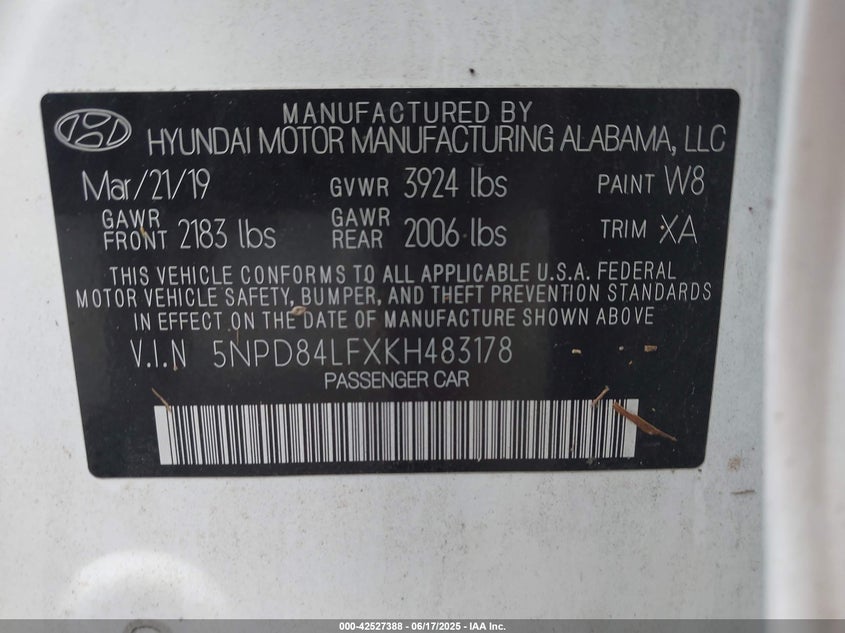 MANUFACTURED BY
HYUNDAI MOTOR MANUFACTURING ALABAMA, LLC
Mar/21/19 GVWR 3924 lbs PAINT W8
GAWR FRONT 2183 lbs GAWR REAR 2006 lbs TRIM XA
THIS VEHICLE CONFORMS TO ALL APPLICABLE U.S.A. FEDERAL
MOTOR VEHICLE SAFETY, BUMPER, AND THEFT PREVENTION STANDARDS
IN EFFECT ON THE DATE OF MANUFACTURE SHOWN ABOVE
V.I.N 5NPD84LFXKH483178
PASSENGER CAR
000-42527388 - 06/17/2025 - IAA Inc.